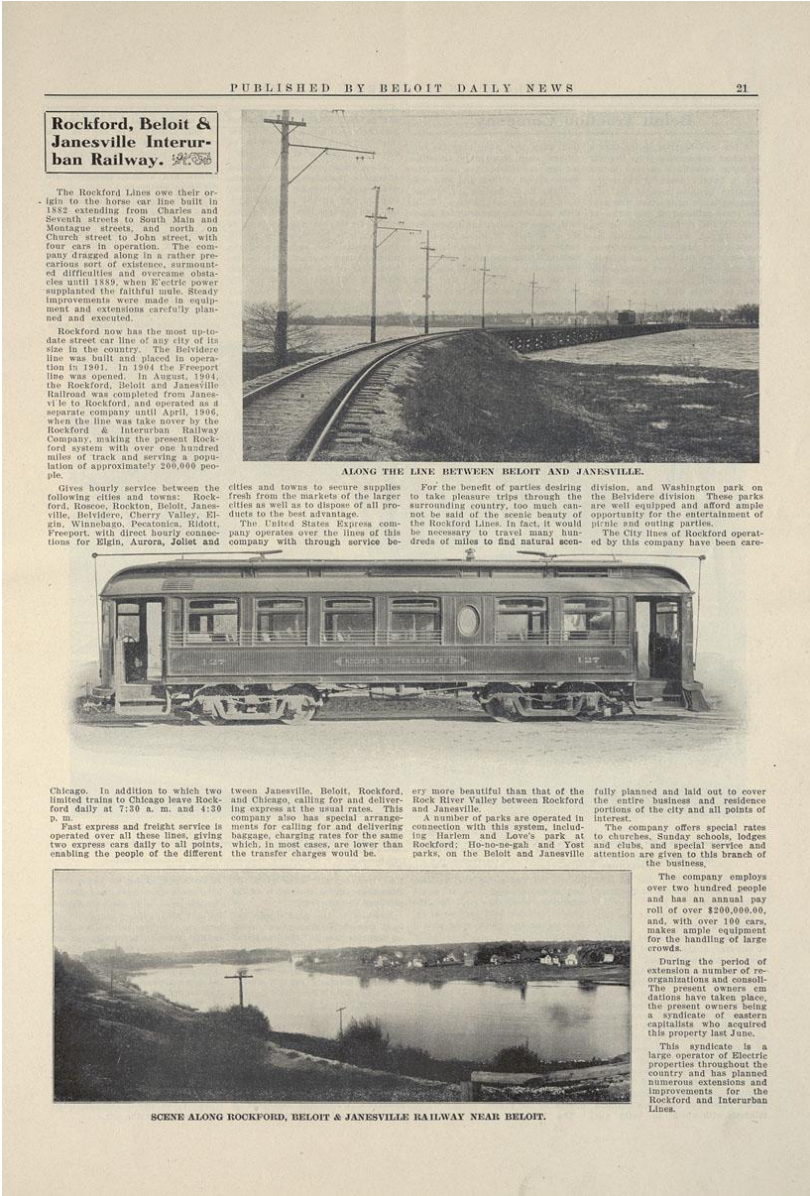 PUBLISHED BY BELOIT DAILY NEWS
21
Rockford, Beloit &
Janesville Interur-
ban Railway.
The Rockford Lines owe their or-
igin to the horse car line built in
1882 extending from Charles and
Seventh streets to South Main and
Montague streets, and north on
Church street to John street, with
four cars in operation. The com-
pany dragged along in a rather pre-
carious sort of existence, surmount-
ed difficulties and overcame obsta-
cles until 1889, when E'ectric power
supplanted the faithful mule. Steady
improvements were made in equip-
ment and extensions carefully plan-
ned and executed.
Rockford now has the most up-to-
date street car line of any city of its
size in the country. The Belvidere
line was built and placed in opera-
tion in 1901. In 1904 the Freeport
line was opened. In August, 1904,
the Rockford, Beloit and Janesville
Railroad was completed from Janes-
vi le to Rockford, and operated as a
separate company until April, 1906,
when the line was take nover by the
Rockford & Interurban Railway
Company, making the present Rock-
ford system with over one hundred
miles of track and serving a popu-
lation of approximately 200,000 peo-
ple.
ALONG THE LINE BETWEEN BELOIT AND JANESVILLE.
Gives hourly service between the
following cities and towns: Rock-
ford, Roscoe, Rockton, Beloit, Janes-
ville, Belvidere, Cherry Valley, El-
gin, Winnebago, Pecatonica, Ridott,
Freeport, with direct hourly connec-
tions for Elgin, Aurora, Joliet and
Chicago. In addition to which two
limited trains to Chicago leave Rock-
ford daily at 7:30 a. m. and 4:30
p. m.
Fast express and freight service is
operated over all these lines, giving
two express cars daily to all points,
enabling the people of the different
cities and towns to secure supplies
fresh from the markets of the larger
cities as well as to dispose of all pro-
ducts to the best advantage.
The United States Express com-
pany operates over the lines of this
company with through service be-
tween Janesville, Beloit, Rockford,
and Chicago, calling for and deliver-
ing express at the usual rates. This
company also has special arrange-
ments for calling for and delivering
baggage, charging rates for the same
which, in most cases, are lower than
the transfer charges would be.
For the benefit of parties desiring
to take pleasure trips through the
surrounding country, too much can-
not be said of the scenic beauty of
the Rockford Lines. In fact, it would
be necessary to travel many hun-
dreds of miles to find natural scen-
ery more beautiful than that of the
Rock River Valley between Rockford
and Janesville.
A number of parks are operated in
connection with this system, includ-
ing Harlem and Love's park at
Rockford; Ho-no-ne-gah and Yost
parks, on the Beloit and Janesville
division, and Washington park on
the Belvidere division These parks
are well equipped and afford ample
opportunity for the entertainment of
picnic and outing parties.
The City lines of Rockford operat-
ed by this company have been care-
fully planned and laid out to cover
the entire business and residence
portions of the city and all points of
interest.
The company offers special rates
to churches, Sunday schools, lodges
and clubs, and special service and
attention are given to this branch of
the business,
The company employs
over two hundred people
and has an annual pay
roll of over $200,000.00,
and, with over 100 cars,
makes ample equipment
for the handling of large
crowds.
During the period of
extension a number of re-
organizations and consoli-
The present owners cm
dations have taken place,
the present owners being
a syndicate of eastern
capitalists who acquired
this property last June.
This syndicate is a
large operator of Electric
properties throughout the
country and has planned
numerous extensions and
improvements for the
Rockford and Interurban
Lines.
127
127
SCENE ALONG ROCKFORD, BELOIT & JANESVILLE RAILWAY NEAR BELOIT.